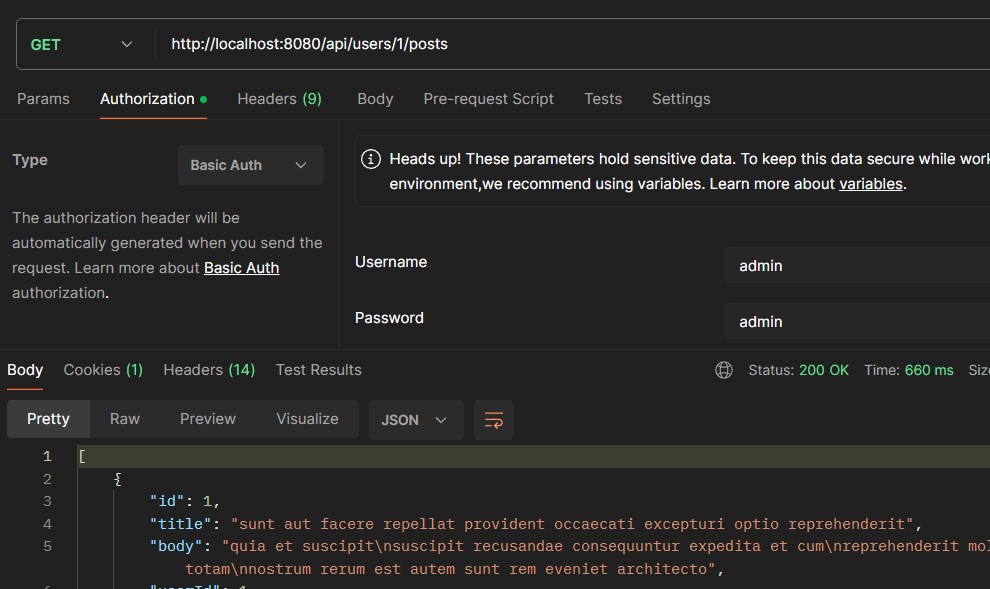 GET http://localhost:8080/api/users/1/posts
Params Authorization Headers (9) Body Pre-request Script Tests Settings
Type Basic Auth
The authorization header will be
automatically generated when you send the
request. Learn more about Basic Auth
authorization.
Heads up! These parameters hold sensitive data. To keep this data secure while work
environment,we recommend using variables. Learn more about variables.
Username admin
Password admin
Body Cookies (1) Headers (14) Test Results Status: 200 OK Time: 660 ms Size
Pretty Raw Preview Visualize JSON
1 [
2 {
3 "id": 1,
4 "title": "sunt aut facere repellat provident occaecati excepturi optio reprehenderit",
5 "body": "quia et suscipit\nsuscipit recusandae consequuntur expedita et cum\nreprehenderit mol
totam\nnostrum rerum est autem sunt rem eveniet architecto",